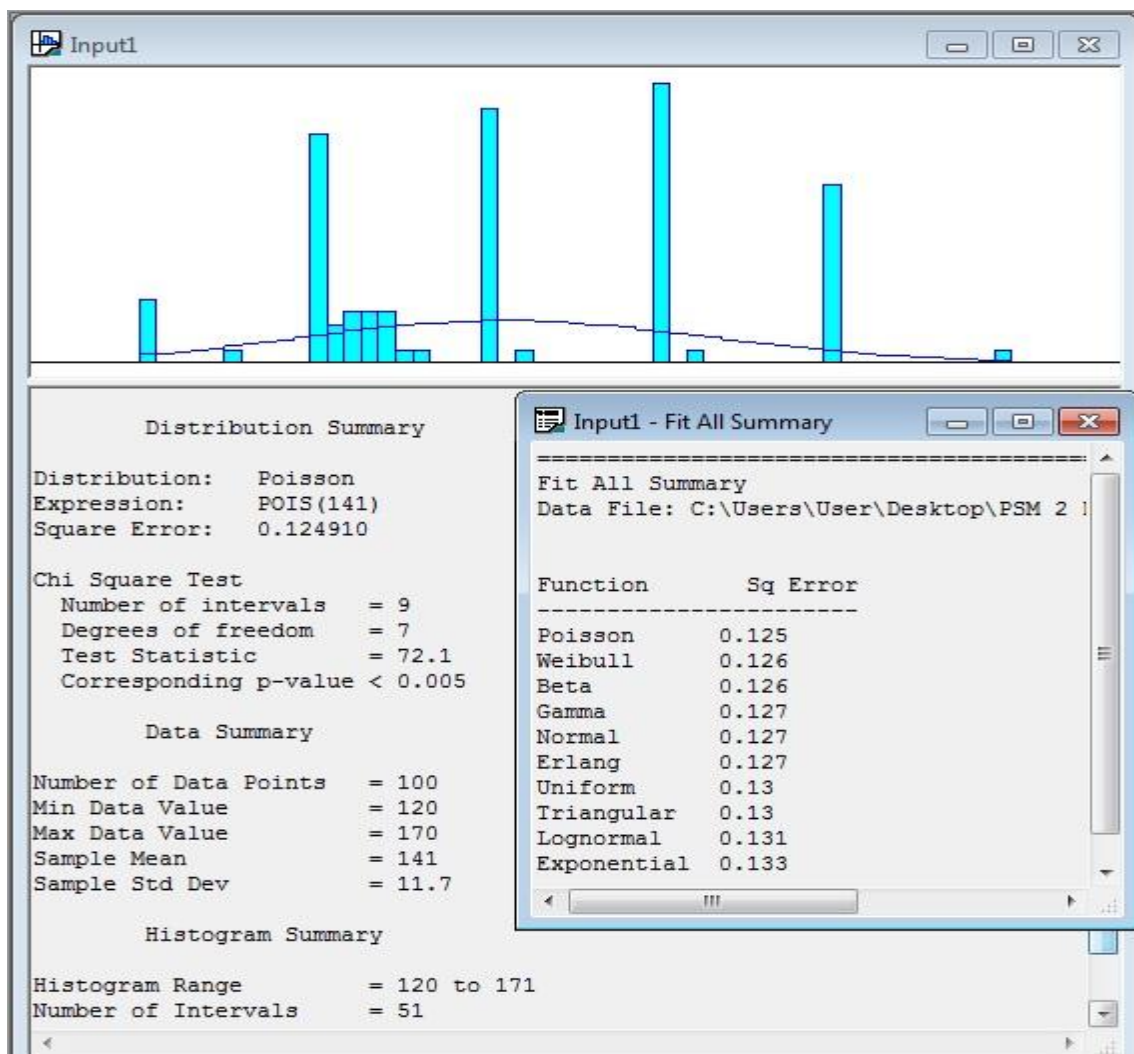 Input1
Distribution Summary
Distribution: Poisson
Expression: POIS(141)
Square Error: 0.124910
Chi Square Test
Number of intervals = 9
Degrees of freedom = 7
Test Statistic = 72.1
Corresponding p-value < 0.005
Data Summary
Number of Data Points = 100
Min Data Value = 120
Max Data Value = 170
Sample Mean = 141
Sample Std Dev = 11.7
Histogram Summary
Histogram Range = 120 to 171
Number of Intervals = 51
Input1 - Fit All Summary
==========================================
Fit All Summary
Data File: C:\Users\User\Desktop\PSM 2
Function Sq Error
------------------------
Poisson 0.125
Weibull 0.126
Beta 0.126
Gamma 0.127
Normal 0.127
Erlang 0.127
Uniform 0.13
Triangular 0.13
Lognormal 0.131
Exponential 0.133